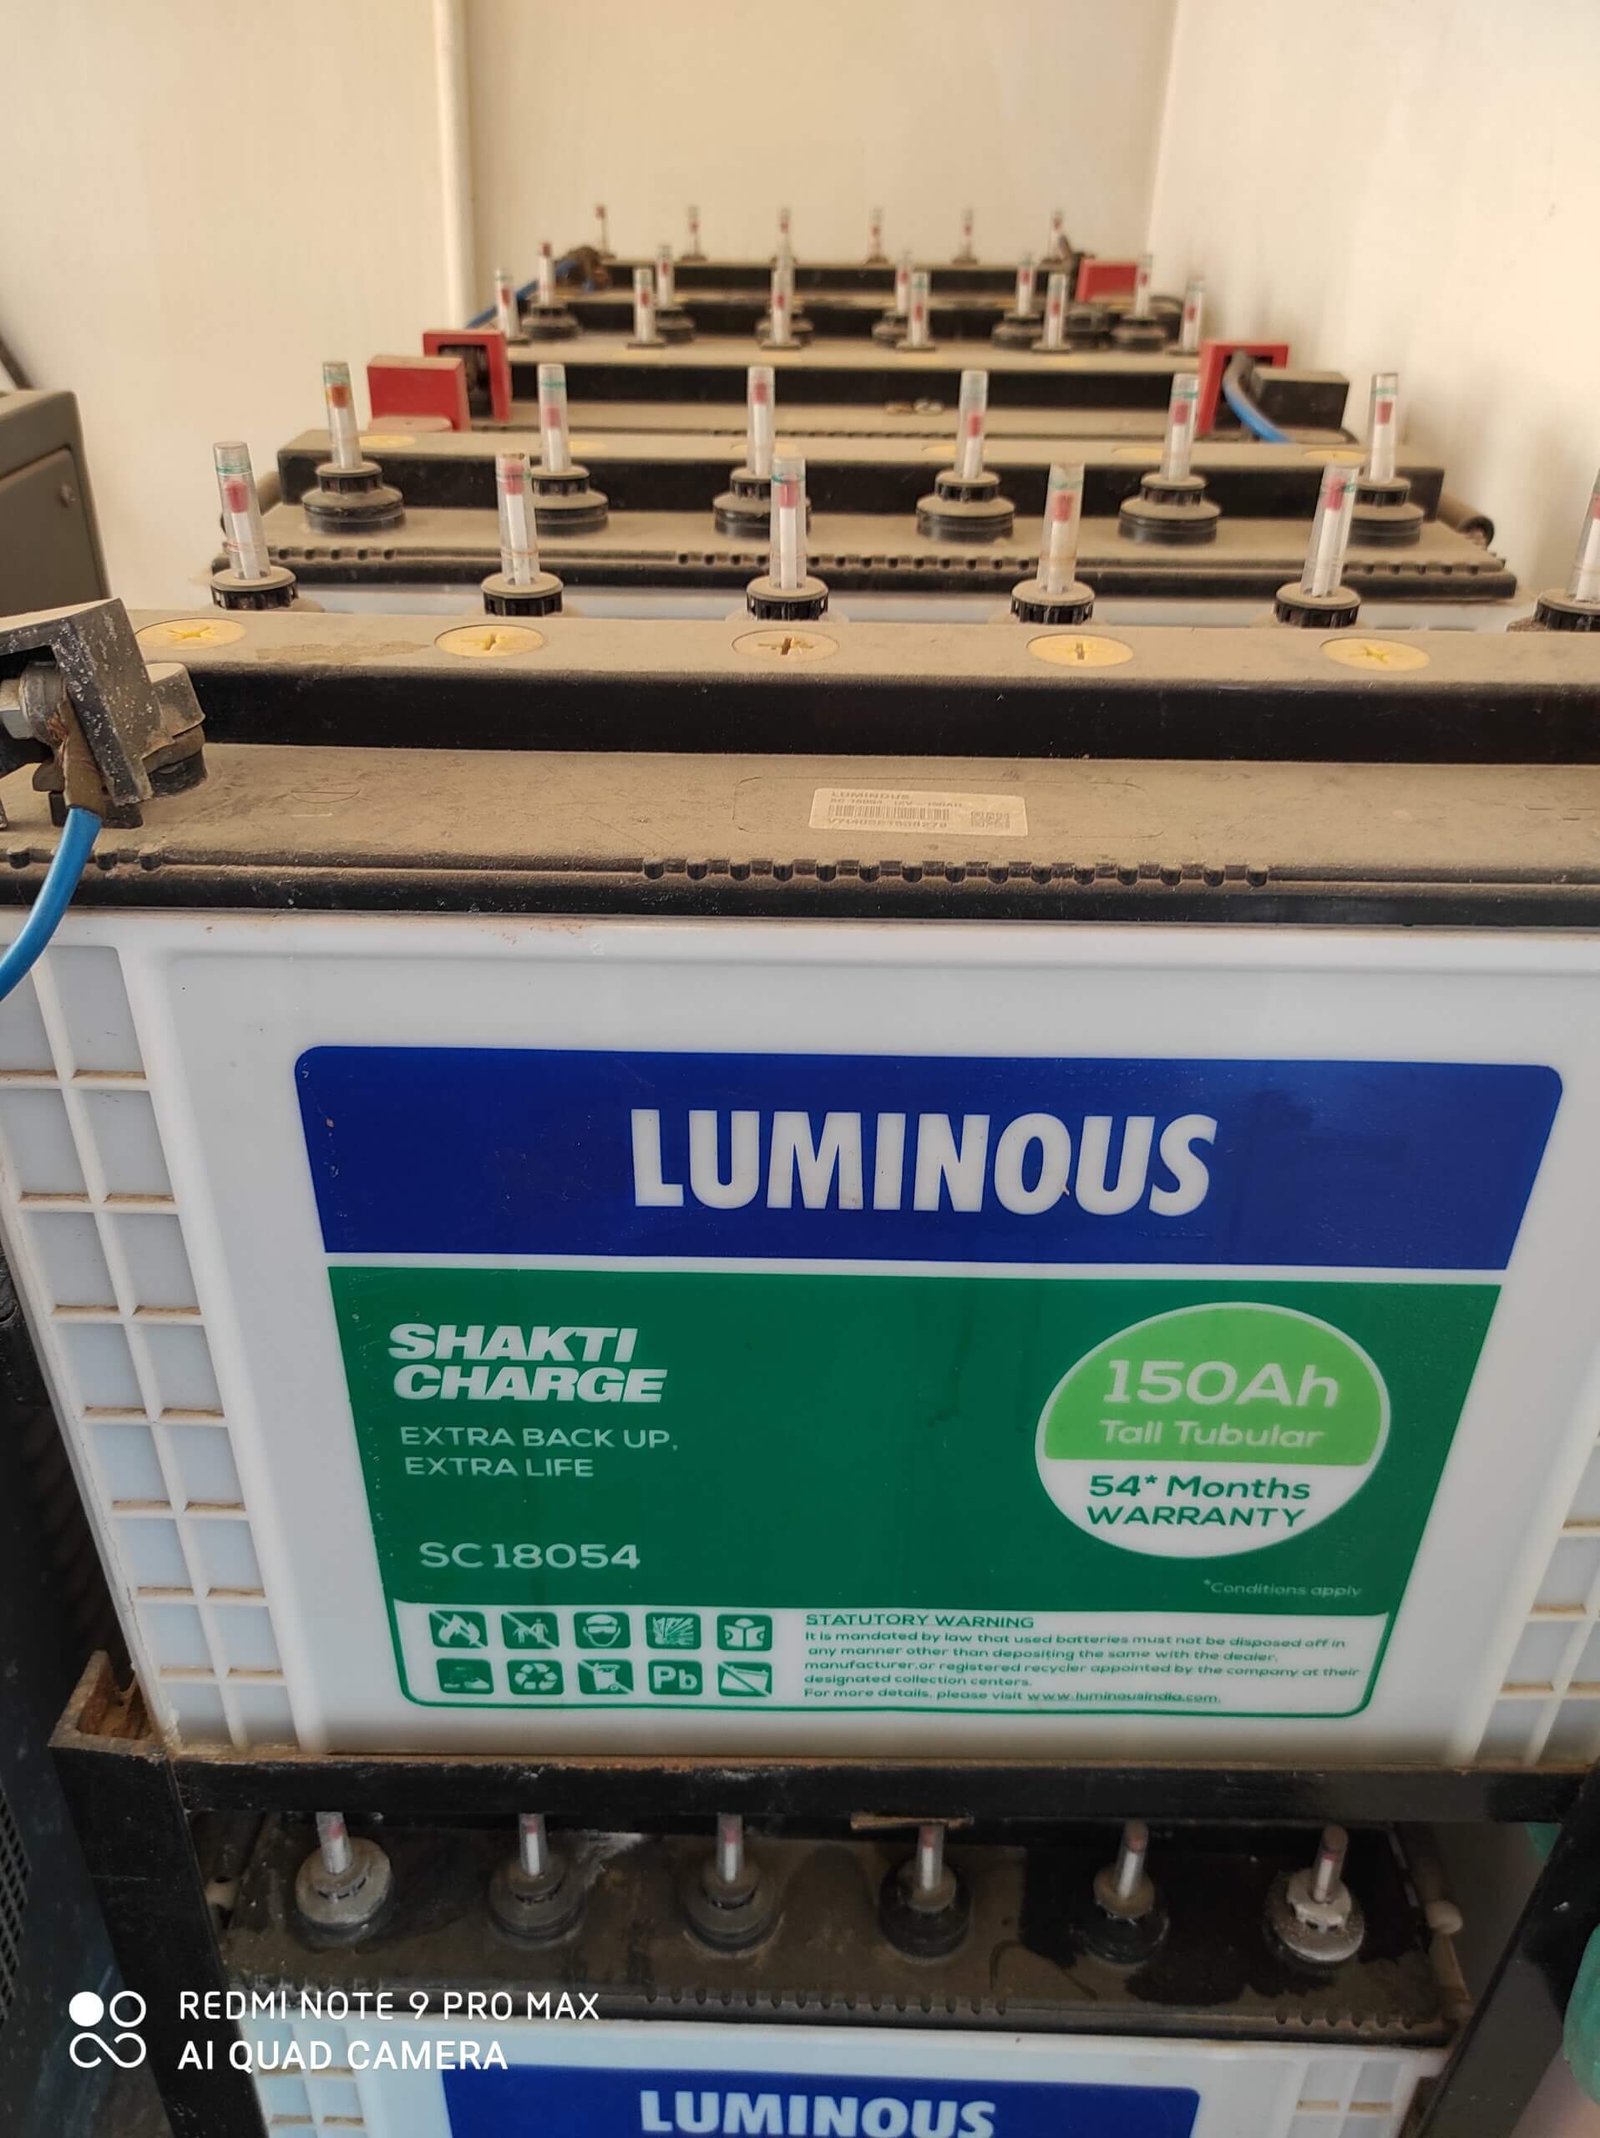 LUMINOUS
LUMINOUS
SHAKTI
CHARGE
EXTRA BACK UP,
EXTRA LIFE
SC18054
150Ah
Tall Tubular
54* Months
WARRANTY
*Conditions apply
Pb
STATUTORY WARNING
It is mandated by law that used batteries must not be disposed off in
any manner other than depositing the same with the dealer,
manufacturer,or registered recycler appointed by the company at their
designated collection centers.
For more details, please visit www.luminousindia.com.
REDMI NOTE 9 PRO MAX
AI QUAD CAMERA
LUMINOUS